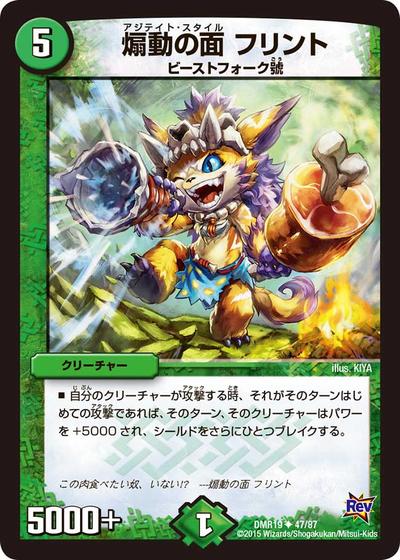 5
アジテイト・スタイル
煽動の面 フリント
ビーストフォーク號
illus. KIYA
クリーチャー
■ 自分のクリーチャーが攻撃する時、それがそのターンはじ
めての攻撃であれば、そのターン、そのクリーチャーはパワー
を +5000 され、シールドをさらにひとつブレイクする。
この肉食べたい奴、いない!? ---煽動の面 フリント
5000+
1
DMR19 ◆ 47/87
©2015 Wizards/Shogakukan/Mitsui-Kids
Rev